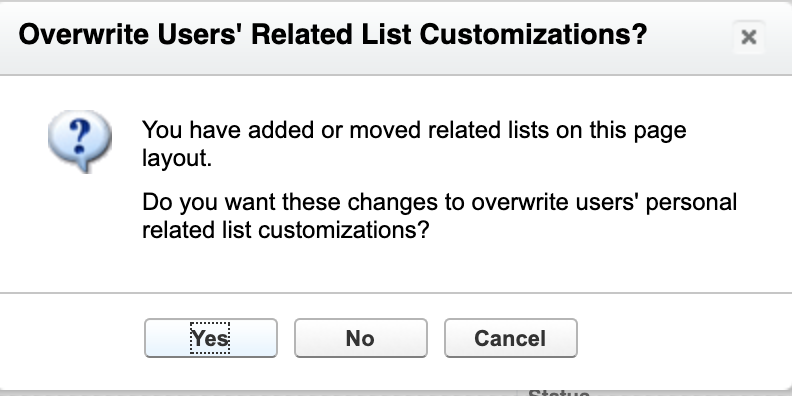 Overwrite Users' Related List Customizations?
You have added or moved related lists on this page
layout.
Do you want these changes to overwrite users' personal
related list customizations?
Yes No Cancel